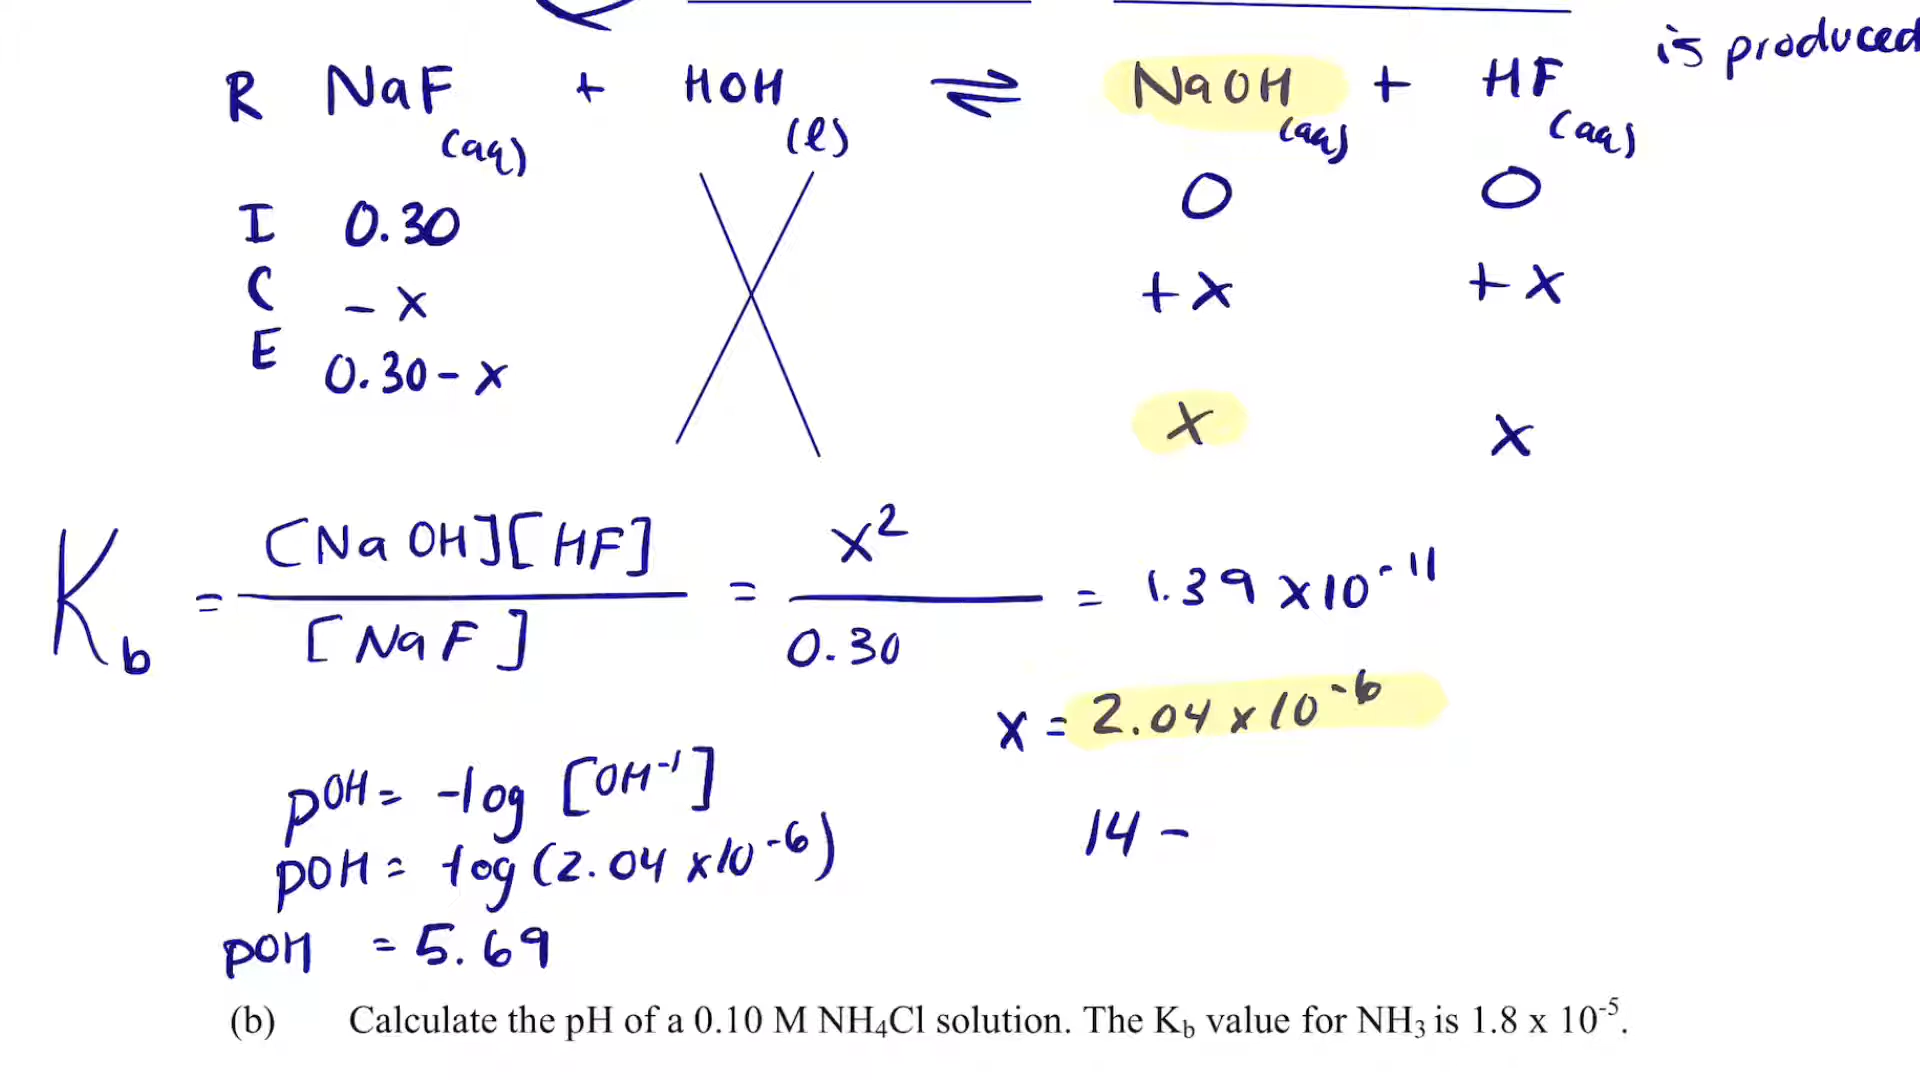 is produced
R NaF(aq) + HOH(l) ⇌ NaOH(aq) + HF(aq)
I 0.30 0 0
C - x + x + x
E 0.30 - x x x
Kb = [NaOH][HF] / [NaF] = x² / 0.30 = 1.39 x 10⁻¹¹
x = 2.04 x 10⁻⁶
pOH = -log [OH⁻¹]
pOH = -log (2.04 x 10⁻⁶)
14 -
pOH = 5.69
(b) Calculate the pH of a 0.10 M NH₄Cl solution. The Kb value for NH₃ is 1.8 x 10⁻⁵.